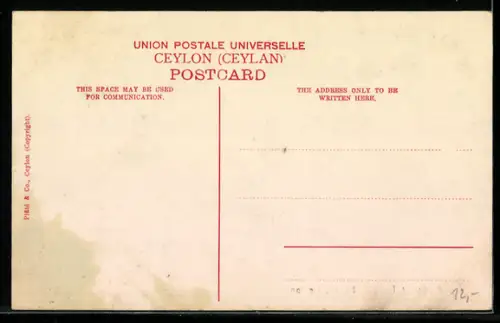 UNION POSTALE UNIVERSELLE
CEYLON (CEYLAN)
POSTCARD
THIS SPACE MAY BE USED
FOR COMMUNICATION.
THE ADDRESS ONLY TO BE
WRITTEN HERE.
Plâté & Co., Ceylon (Copyright).
12,-